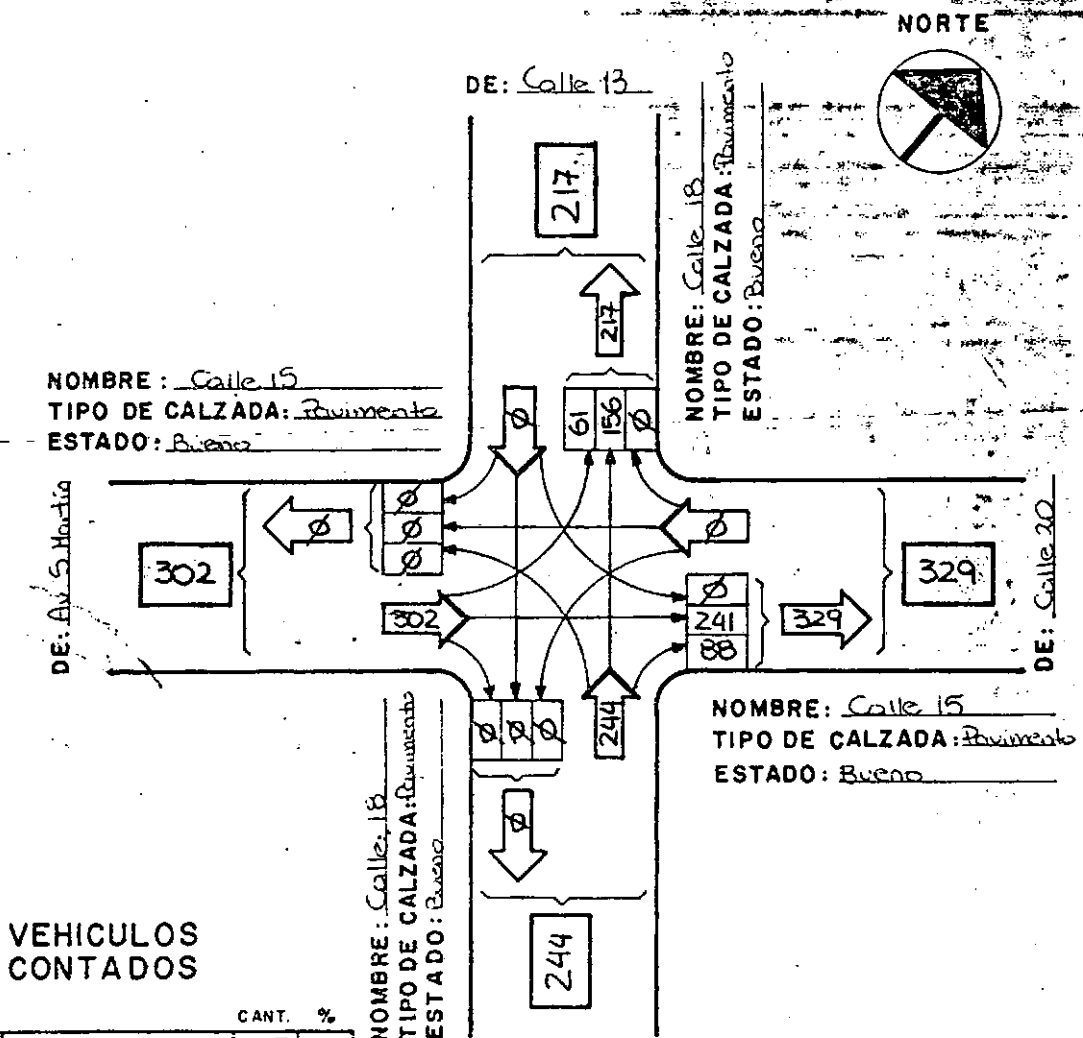 NORTE
DE: Calle 13
217.
217
NOMBRE: Calle 18
TIPO DE CALZADA: Pavimento
ESTADO: Bueno
NOMBRE: Calle 15
TIPO DE CALZADA: Pavimento
ESTADO: Bueno
Ø
61 156 Ø
DE: Av S. Martin
302
Ø
Ø
Ø
Ø
Ø
302
Ø
241
88
329
329
DE: Calle 20
Ø Ø Ø
244
NOMBRE: Calle 15
TIPO DE CALZADA: Pavimento
ESTADO: Bueno
NOMBRE: Calle 18
TIPO DE CALZADA: Pavimento
ESTADO: Bueno
Ø
244
VEHICULOS
CONTADOS
CANT. %